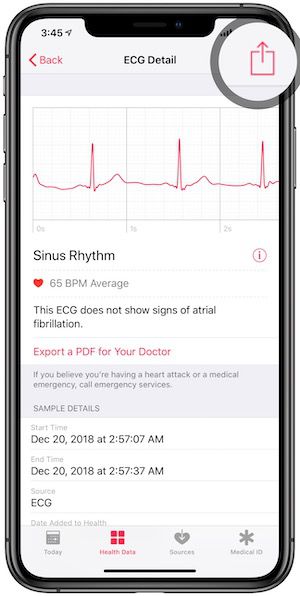 3:45
Back
ECG Detail
0s
1s
2s
Sinus Rhythm
65 BPM Average
This ECG does not show signs of atrial
fibrillation.
Export a PDF for Your Doctor
If you believe you're having a heart attack or a medical
emergency, call emergency services.
SAMPLE DETAILS
Start Time
Dec 20, 2018 at 2:57:07 AM
End Time
Dec 20, 2018 at 2:57:37 AM
Source
ECG
Date Added to Health
Today
Health Data
Sources
Medical ID